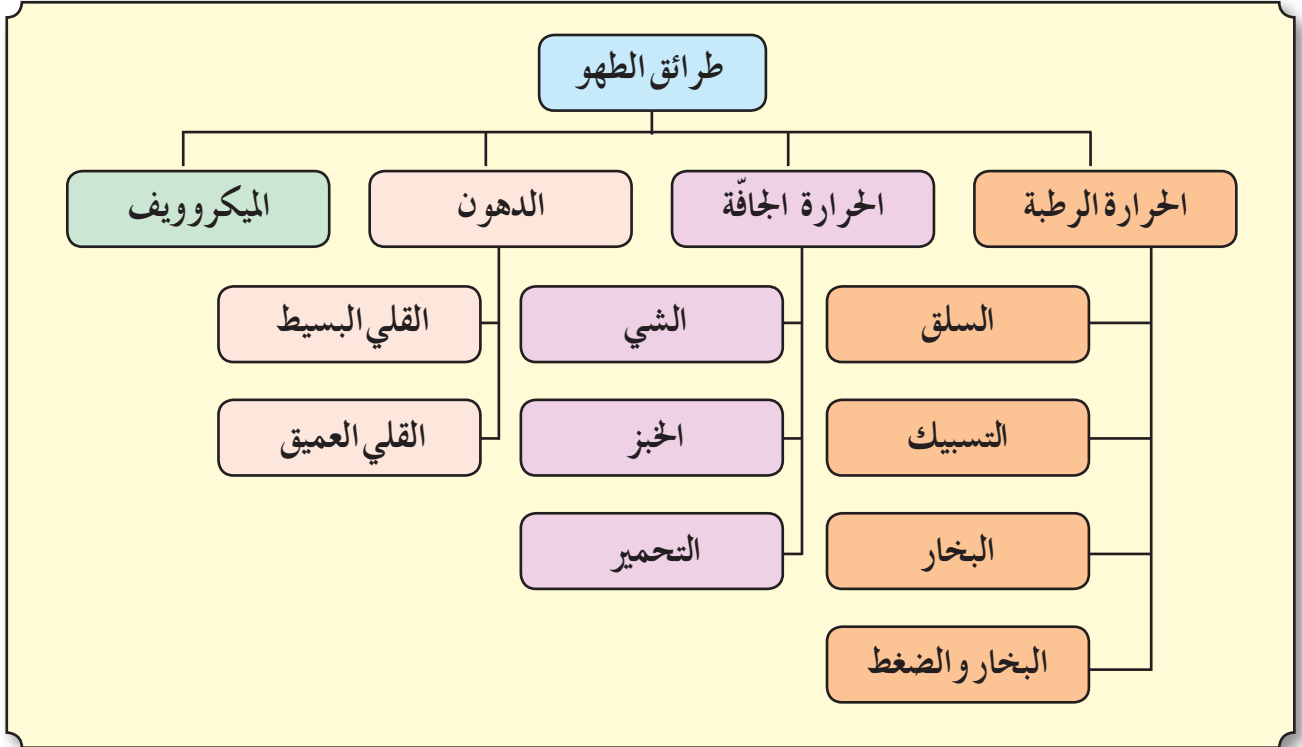 طرائق الطهو
الحرارة الرطبة
الحرارة الجافّة
الدهون
الميكروويف
السلق
الشي
القلي البسيط
التسبيك
الخبز
القلي العميق
البخار
التحمير
البخار والضغط